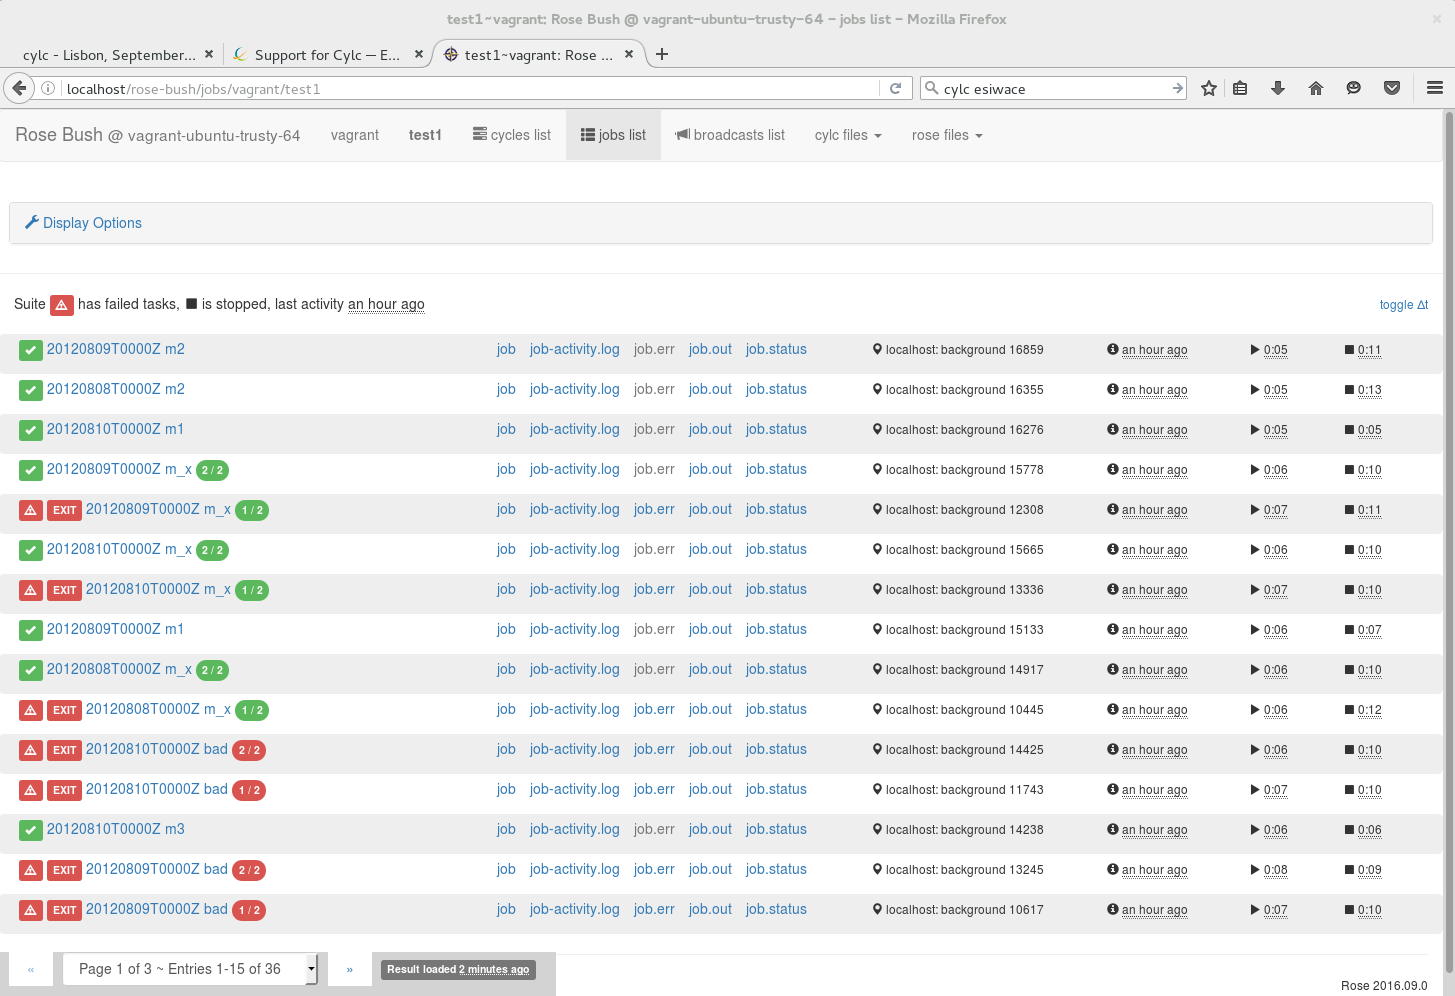 test1~vagrant: Rose Bush @ vagrant-ubuntu-trusty-64 – jobs list – Mozilla Firefox
cylc - Lisbon, September... Support for Cylc — E... test1~vagrant: Rose ...
localhost/rose-bush/jobs/vagrant/test1 cylc esiwace
Rose Bush @ vagrant-ubuntu-trusty-64 vagrant test1 cycles list jobs list broadcasts list cylc files rose files
Display Options
Suite has failed tasks, is stopped, last activity an hour ago toggle Δt
20120809T0000Z m2 job job-activity.log job.err job.out job.status localhost: background 16859 an hour ago 0:05 0:11
20120808T0000Z m2 job job-activity.log job.err job.out job.status localhost: background 16355 an hour ago 0:05 0:13
20120810T0000Z m1 job job-activity.log job.err job.out job.status localhost: background 16276 an hour ago 0:05 0:05
20120809T0000Z m_x 2 / 2 job job-activity.log job.err job.out job.status localhost: background 15778 an hour ago 0:06 0:10
EXIT 20120809T0000Z m_x 1 / 2 job job-activity.log job.err job.out job.status localhost: background 12308 an hour ago 0:07 0:11
20120810T0000Z m_x 2 / 2 job job-activity.log job.err job.out job.status localhost: background 15665 an hour ago 0:06 0:10
EXIT 20120810T0000Z m_x 1 / 2 job job-activity.log job.err job.out job.status localhost: background 13336 an hour ago 0:07 0:10
20120809T0000Z m1 job job-activity.log job.err job.out job.status localhost: background 15133 an hour ago 0:06 0:07
20120808T0000Z m_x 2 / 2 job job-activity.log job.err job.out job.status localhost: background 14917 an hour ago 0:06 0:10
EXIT 20120808T0000Z m_x 1 / 2 job job-activity.log job.err job.out job.status localhost: background 10445 an hour ago 0:06 0:12
EXIT 20120810T0000Z bad 2 / 2 job job-activity.log job.err job.out job.status localhost: background 14425 an hour ago 0:06 0:10
EXIT 20120810T0000Z bad 1 / 2 job job-activity.log job.err job.out job.status localhost: background 11743 an hour ago 0:07 0:10
20120810T0000Z m3 job job-activity.log job.err job.out job.status localhost: background 14238 an hour ago 0:06 0:06
EXIT 20120809T0000Z bad 2 / 2 job job-activity.log job.err job.out job.status localhost: background 13245 an hour ago 0:08 0:09
EXIT 20120809T0000Z bad 1 / 2 job job-activity.log job.err job.out job.status localhost: background 10617 an hour ago 0:07 0:10
« Page 1 of 3 ~ Entries 1-15 of 36 » Result loaded 2 minutes ago
Rose 2016.09.0